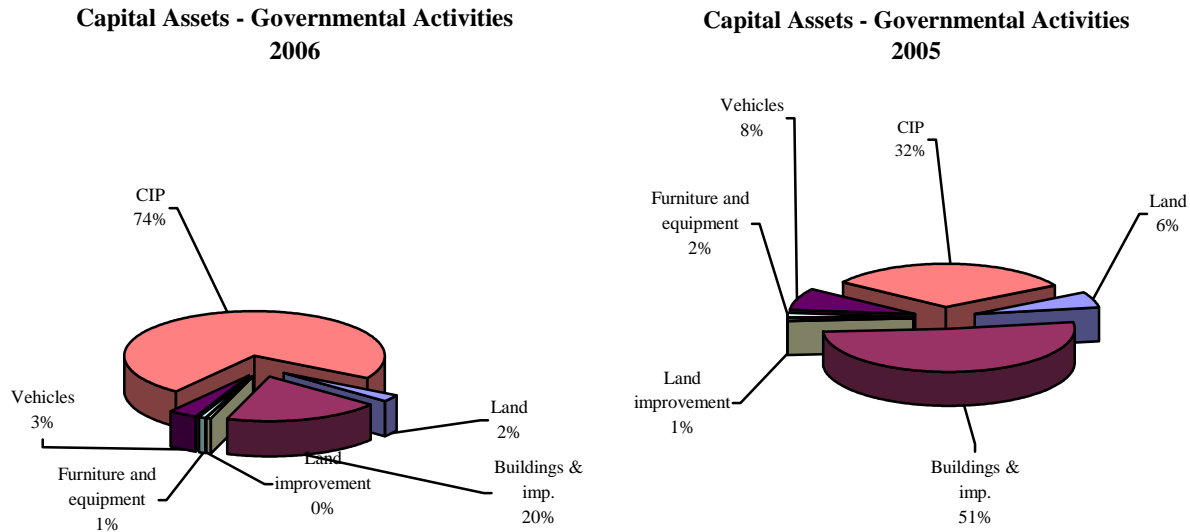 Capital Assets - Governmental Activities
2006
CIP
74%
Vehicles
3%
Furniture and
equipment
1%
Land
improvement
0%
Land
2%
Buildings &
imp.
20%
Capital Assets - Governmental Activities
2005
Vehicles
8%
CIP
32%
Furniture and
equipment
2%
Land
6%
Land
improvement
1%
Buildings &
imp.
51%